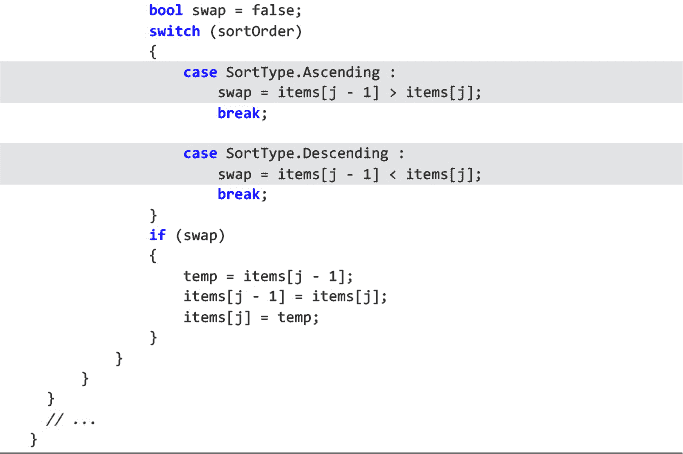 bool swap = false;
switch (sortOrder)
{
case SortType.Ascending :
swap = items[j - 1] > items[j];
break;
case SortType.Descending :
swap = items[j - 1] < items[j];
break;
}
if (swap)
{
temp = items[j - 1];
items[j - 1] = items[j];
items[j] = temp;
}
}
}
}
// ...
}